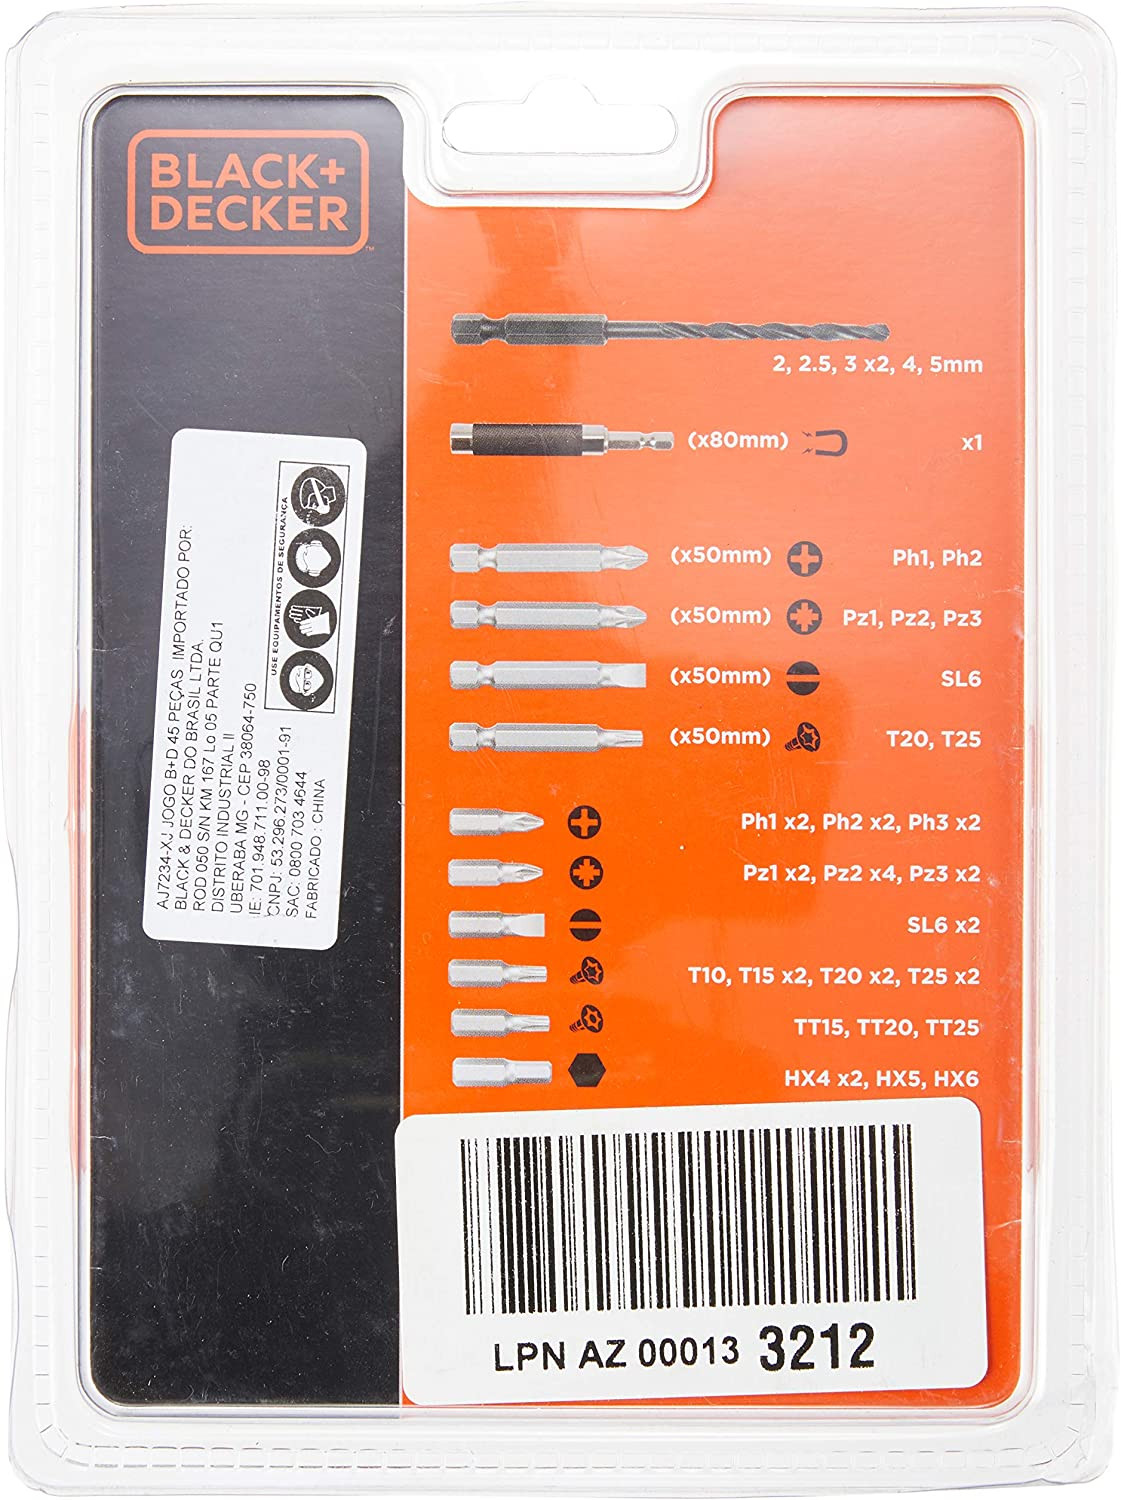 BLACK+
DECKER
TM
2, 2.5, 3 x2, 4, 5mm
(x80mm)
x1
(x50mm)
Ph1, Ph2
(x50mm)
Pz1, Pz2, Pz3
(x50mm)
SL6
(x50mm)
T20, T25
Ph1 x2, Ph2 x2, Ph3 x2
Pz1 x2, Pz2 x4, Pz3 x2
SL6 x2
T10, T15 x2, T20 x2, T25 x2
TT15, TT20, TT25
HX4 x2, HX5, HX6
AJ7234-XJ JOGO B+D 45 PEÇAS IMPORTADO POR:
BLACK & DECKER DO BRASIL LTDA.
ROD 050 S/N KM 167 Lo 05 PARTE QU1
DISTRITO INDUSTRIAL II
UBERABA MG - CEP 38064-750
IE: 701.948.711.00-98
CNPJ: 53.296.273/0001-91
SAC: 0800 703 4644
FABRICADO : CHINA
USE EQUIPAMENTOS DE SEGURANÇA
LPN AZ 00013 3212